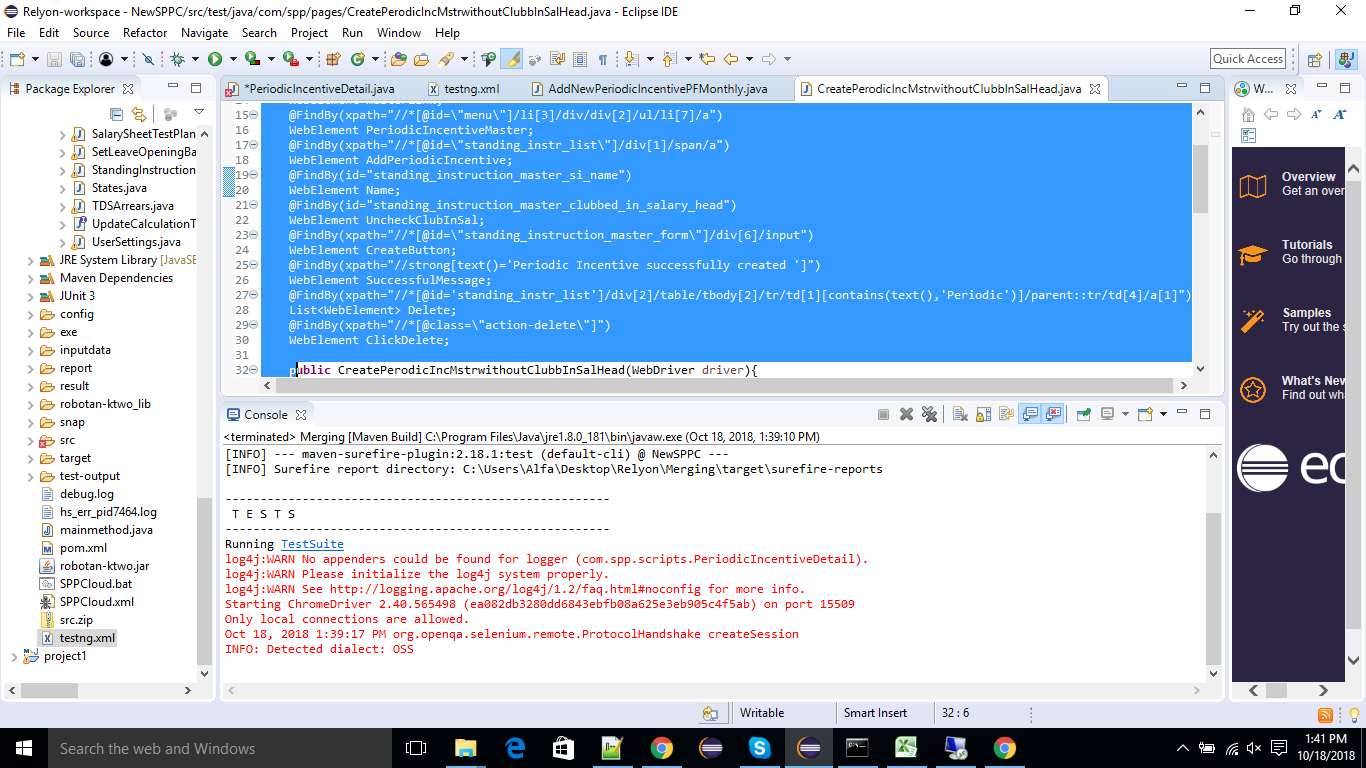 Relyon-workspace - NewSPPC/src/test/java/com/spp/pages/CreatePerodicIncMstrwithoutClubbInSalHead.java - Eclipse IDE
File Edit Source Refactor Navigate Search Project Run Window Help
Quick Access
Package Explorer
SalarySheetTestPlan
SetLeaveOpeningBa
StandingInstruction
States.java
TDSArrears.java
UpdateCalculationT
UserSettings.java
JRE System Library [JavaSE
Maven Dependencies
JUnit 3
config
exe
inputdata
report
result
robotan-ktwo_lib
snap
src
target
test-output
debug.log
hs_err_pid7464.log
mainmethod.java
pom.xml
robotan-ktwo.jar
SPPCloud.bat
SPPCloud.xml
src.zip
testng.xml
project1
*PeriodicIncentiveDetail.java testng.xml AddNewPeriodicIncentivePFMonthly.java CreatePerodicIncMstrwithoutClubbInSalHead.java
15 @FindBy(xpath="//*[@id=\"menu\"]/li[3]/div/div[2]/ul/li[7]/a")
16 WebElement PeriodicIncentiveMaster;
17 @FindBy(xpath="//*[@id=\"standing_instr_list\"]/div[1]/span/a")
18 WebElement AddPeriodicIncentive;
19 @FindBy(id="standing_instruction_master_si_name")
20 WebElement Name;
21 @FindBy(id="standing_instruction_master_clubbed_in_salary_head")
22 WebElement UncheckClubInSal;
23 @FindBy(xpath="//*[@id=\"standing_instruction_master_form\"]/div[6]/input")
24 WebElement CreateButton;
25 @FindBy(xpath="//strong[text()='Periodic Incentive successfully created ']")
26 WebElement SuccessfulMessage;
27 @FindBy(xpath="//*[@id='standing_instr_list']/div[2]/table/tbody[2]/tr/td[1][contains(text(),'Periodic')]/parent::tr/td[4]/a[1]")
28 List<WebElement> Delete;
29 @FindBy(xpath="//*[@class=\"action-delete\"]")
30 WebElement ClickDelete;
31
32 public CreatePerodicIncMstrwithoutClubbInSalHead(WebDriver driver){
Console
<terminated> Merging [Maven Build] C:\Program Files\Java\jre1.8.0_181\bin\javaw.exe (Oct 18, 2018, 1:39:10 PM)
[INFO] --- maven-surefire-plugin:2.18.1:test (default-cli) @ NewSPPC ---
[INFO] Surefire report directory: C:\Users\Alfa\Desktop\Relyon\Merging\target\surefire-reports
-------------------------------------------------------
T E S T S
-------------------------------------------------------
Running TestSuite
log4j:WARN No appenders could be found for logger (com.spp.scripts.PeriodicIncentiveDetail).
log4j:WARN Please initialize the log4j system properly.
log4j:WARN See http://logging.apache.org/log4j/1.2/faq.html#noconfig for more info.
Starting ChromeDriver 2.40.565498 (ea082db3280dd6843ebfb08a625e3eb905c4f5ab) on port 15509
Only local connections are allowed.
Oct 18, 2018 1:39:17 PM org.openqa.selenium.remote.ProtocolHandshake createSession
INFO: Detected dialect: OSS
W...
Overview
Get an over
Tutorials
Go through
Samples
Try out the s
What's New
Find out wha
ec
Writable Smart Insert 32 : 6
Search the web and Windows
1:41 PM
10/18/2018